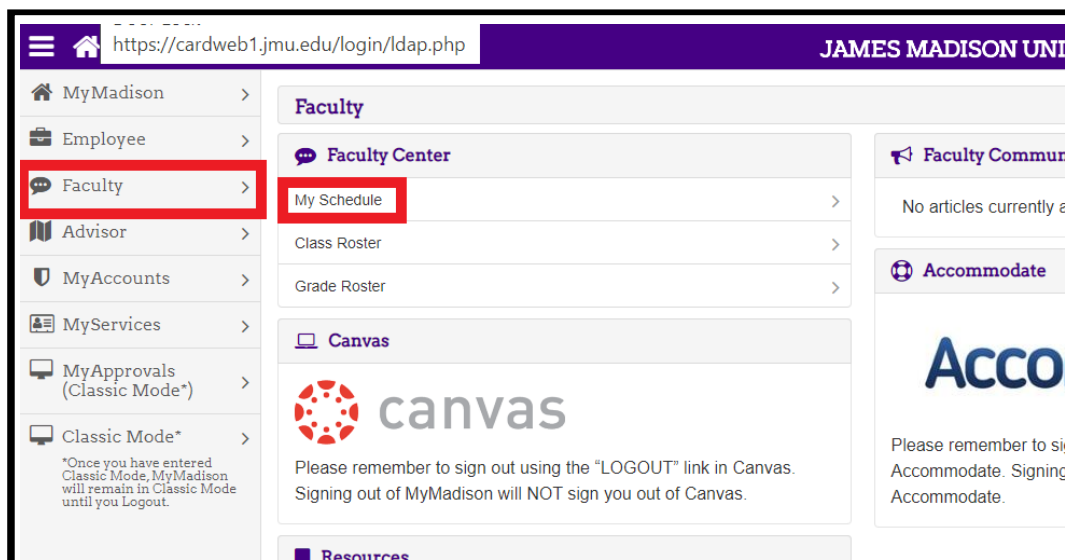 https://cardweb1.jmu.edu/login/ldap.php
JAMES MADISON
MyMadison
Employee
Faculty
Advisor
MyAccounts
MyServices
MyApprovals
(Classic Mode*)
Classic Mode*
*Once you have entered
Classic Mode, MyMadison
will remain in Classic Mode
until you Logout.
Faculty
Faculty Center
My Schedule
Class Roster
Grade Roster
Canvas
canvas
Please remember to sign out using the “LOGOUT” link in Canvas.
Signing out of MyMadison will NOT sign you out of Canvas.
Resources
Faculty
No articles currently
Accommodate
Please remember to
Accommodate. Signing
Accommodate.